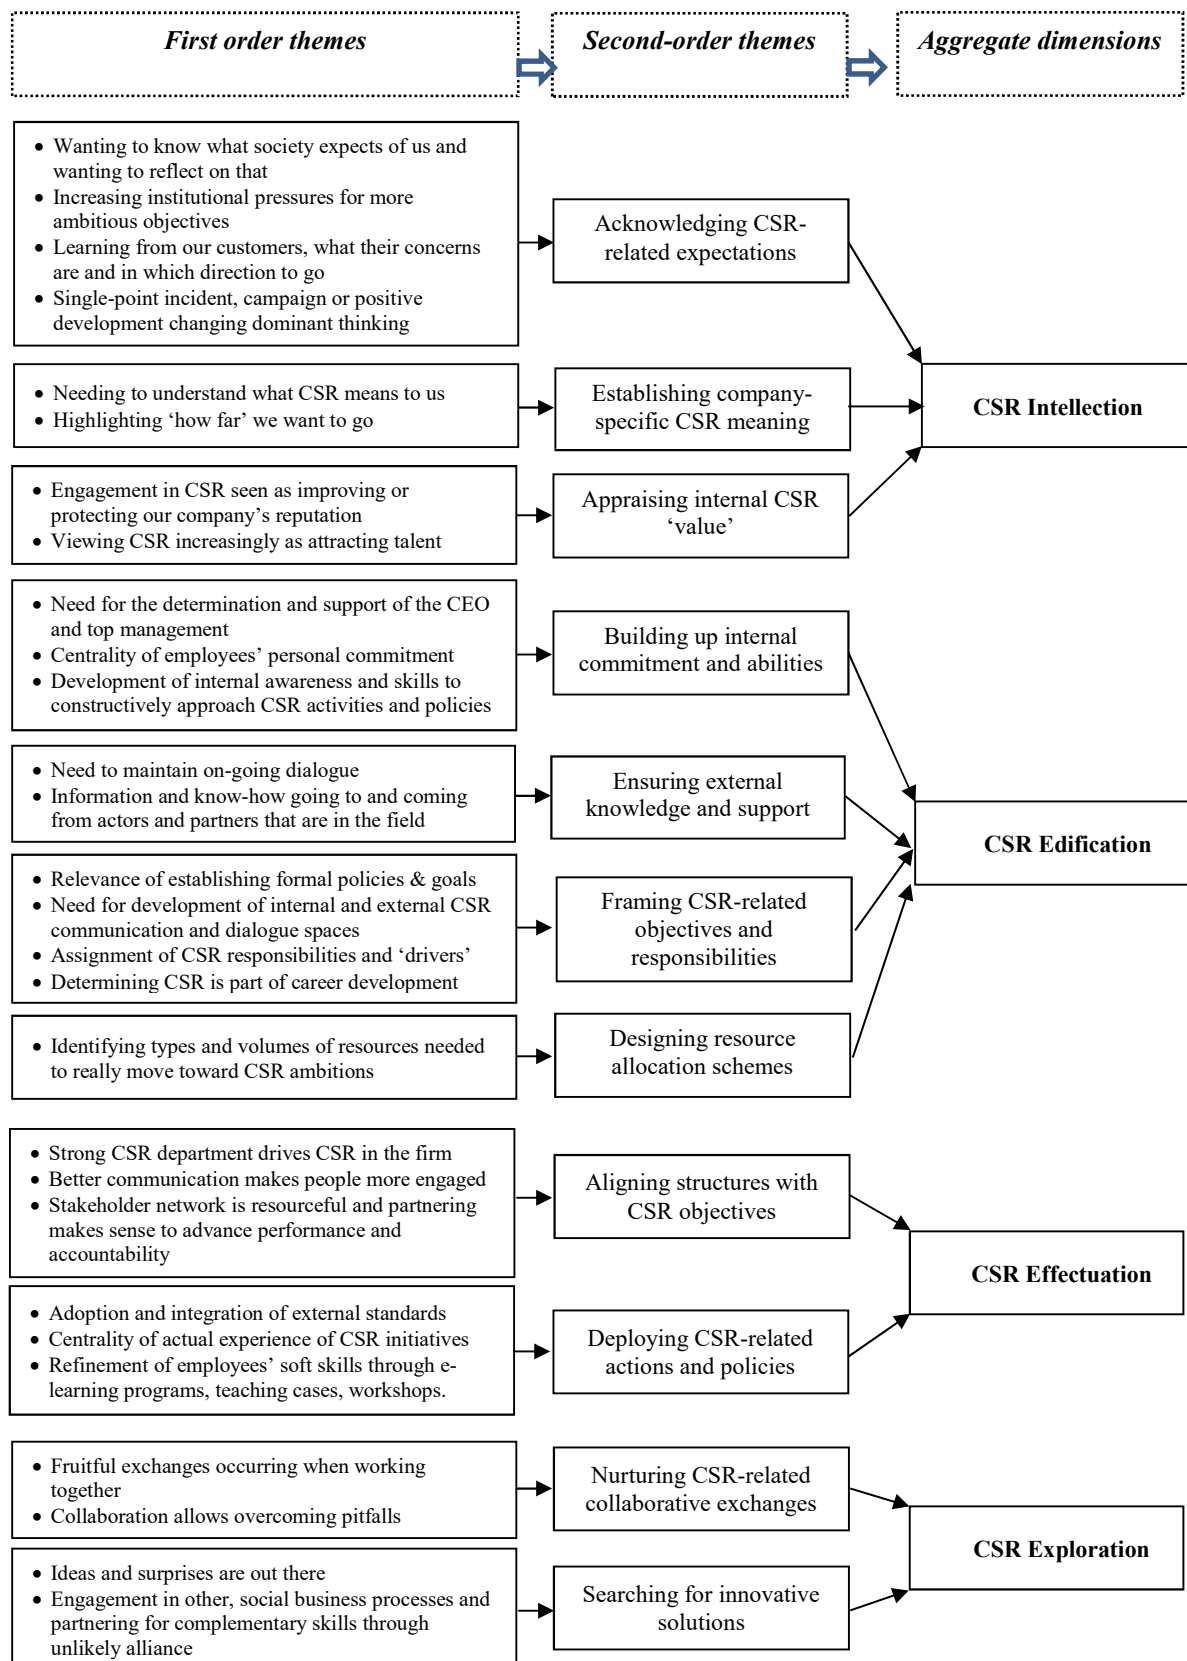 First order themes
Second-order themes
Aggregate dimensions
• Wanting to know what society expects of us and
wanting to reflect on that
• Increasing institutional pressures for more
ambitious objectives
• Learning from our customers, what their concerns
are and in which direction to go
• Single-point incident, campaign or positive
development changing dominant thinking
Acknowledging CSR-
related expectations
• Needing to understand what CSR means to us
• Highlighting ‘how far’ we want to go
Establishing company-
specific CSR meaning
CSR Intellection
• Engagement in CSR seen as improving or
protecting our company’s reputation
• Viewing CSR increasingly as attracting talent
Appraising internal CSR
‘value’
• Need for the determination and support of the CEO
and top management
• Centrality of employees’ personal commitment
• Development of internal awareness and skills to
constructively approach CSR activities and policies
Building up internal
commitment and abilities
• Need to maintain on-going dialogue
• Information and know-how going to and coming
from actors and partners that are in the field
Ensuring external
knowledge and support
CSR Edification
• Relevance of establishing formal policies & goals
• Need for development of internal and external CSR
communication and dialogue spaces
• Assignment of CSR responsibilities and ‘drivers’
• Determining CSR is part of career development
Framing CSR-related
objectives and
responsibilities
• Identifying types and volumes of resources needed
to really move toward CSR ambitions
Designing resource
allocation schemes
• Strong CSR department drives CSR in the firm
• Better communication makes people more engaged
• Stakeholder network is resourceful and partnering
makes sense to advance performance and
accountability
Aligning structures with
CSR objectives
CSR Effectuation
• Adoption and integration of external standards
• Centrality of actual experience of CSR initiatives
• Refinement of employees’ soft skills through e-
learning programs, teaching cases, workshops.
Deploying CSR-related
actions and policies
• Fruitful exchanges occurring when working
together
• Collaboration allows overcoming pitfalls
Nurturing CSR-related
collaborative exchanges
CSR Exploration
• Ideas and surprises are out there
• Engagement in other, social business processes and
partnering for complementary skills through
unlikely alliance
Searching for innovative
solutions